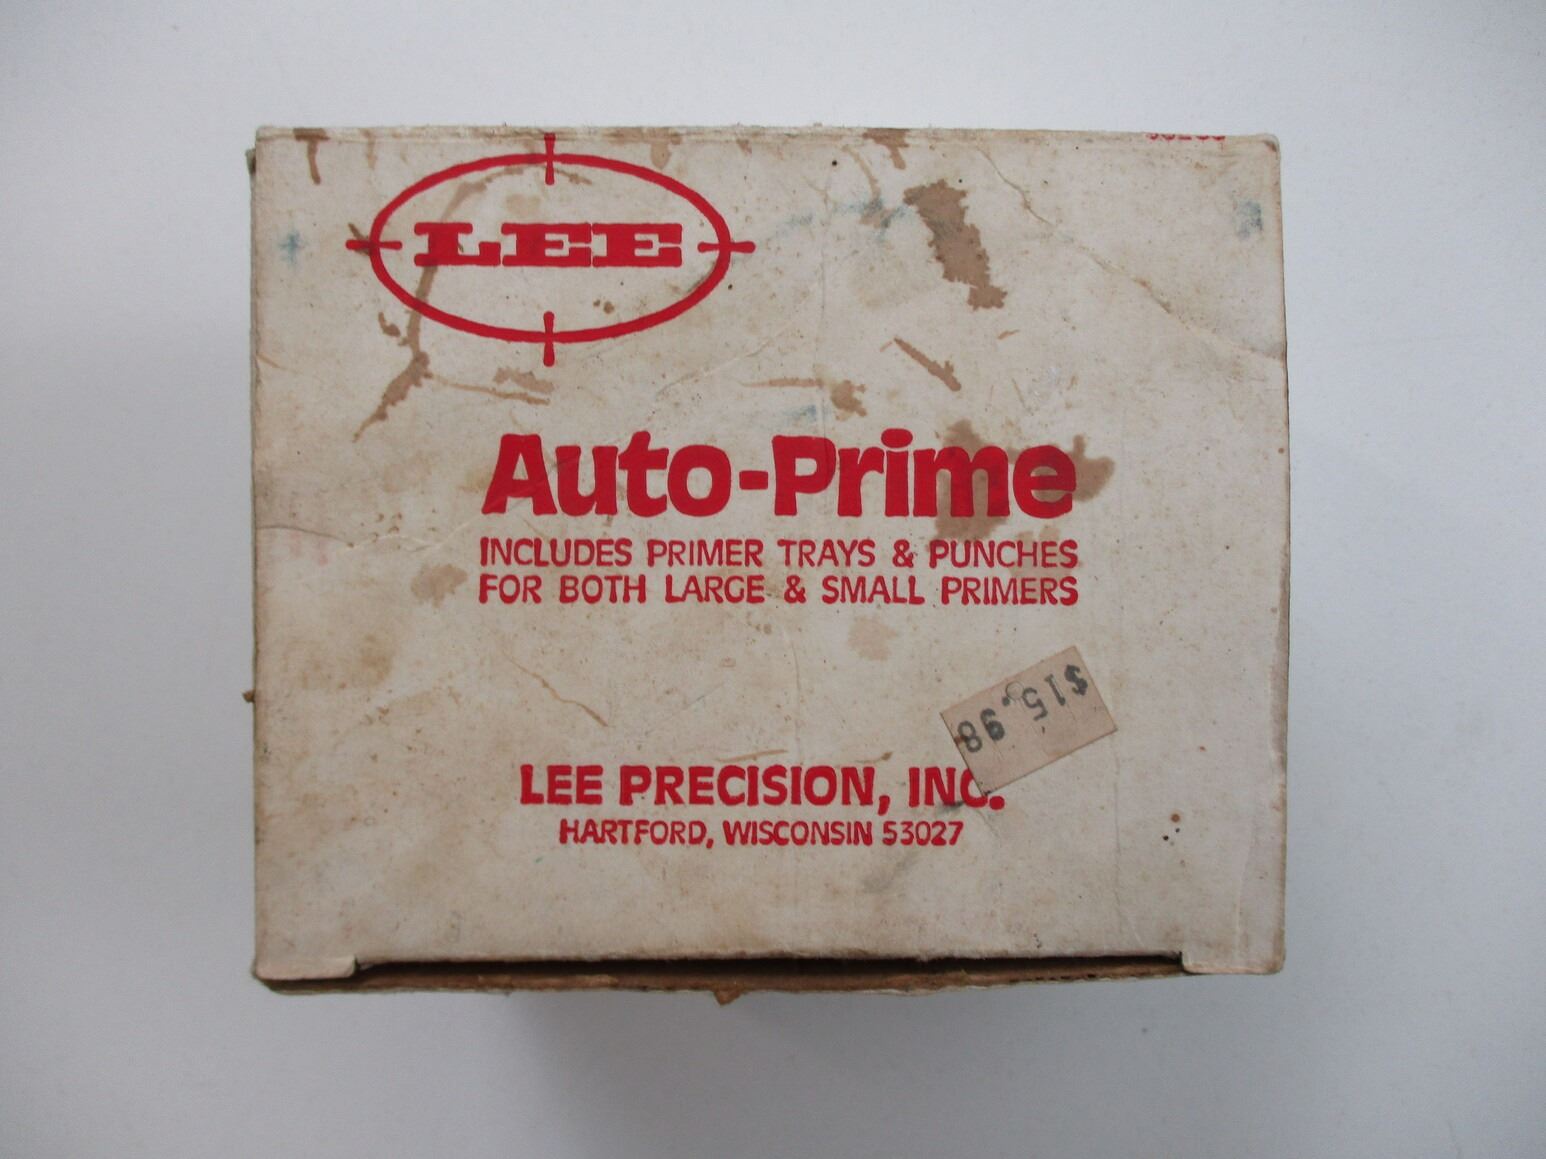 LEE
Auto-Prime
INCLUDES PRIMER TRAYS & PUNCHES
FOR BOTH LARGE & SMALL PRIMERS
$15.98
LEE PRECISION, INC.
HARTFORD, WISCONSIN 53027